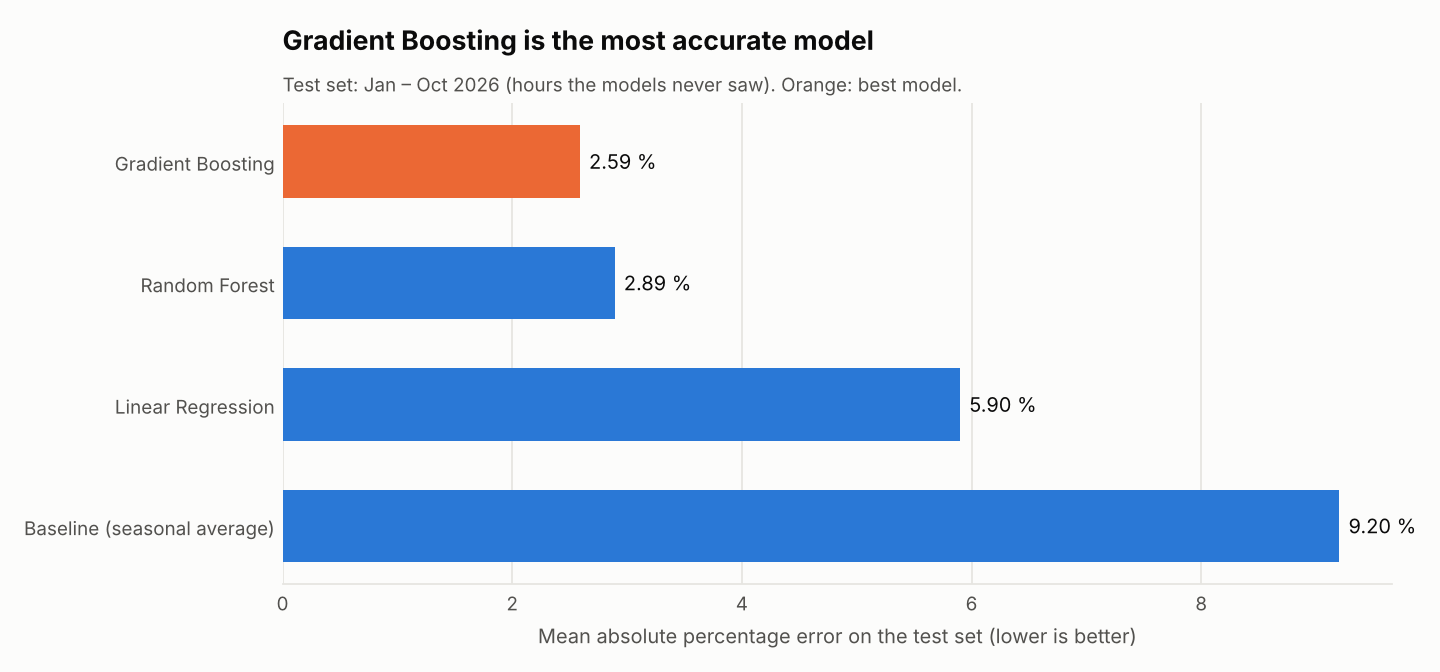 Gradient Boosting is the most accurate model
Test set: Jan – Oct 2026 (hours the models never saw). Orange: best model.
Gradient Boosting
2.59 %
Random Forest
2.89 %
Linear Regression
5.90 %
Baseline (seasonal average)
9.20 %
0 2 4 6 8
Mean absolute percentage error on the test set (lower is better)